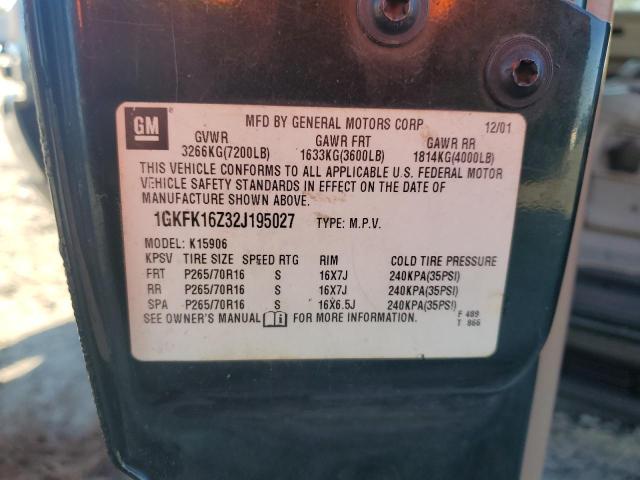 GM
MFD BY GENERAL MOTORS CORP 12/01
GVWR GAWR FRT GAWR RR
3266KG(7200LB) 1633KG(3600LB) 1814KG(4000LB)
THIS VEHICLE CONFORMS TO ALL APPLICABLE U.S. FEDERAL MOTOR
VEHICLE SAFETY STANDARDS IN EFFECT ON THE DATE OF
MANUFACTURE SHOWN ABOVE.
1GKFK16Z32J195027 TYPE: M.P.V.
MODEL: K15906
KPSV TIRE SIZE SPEED RTG RIM COLD TIRE PRESSURE
FRT P265/70R16 S 16X7J 240KPA(35PSI)
RR P265/70R16 S 16X7J 240KPA(35PSI)
SPA P265/70R16 S 16X6.5J 240KPA(35PSI)
SEE OWNER'S MANUAL FOR MORE INFORMATION. F 489
T 866